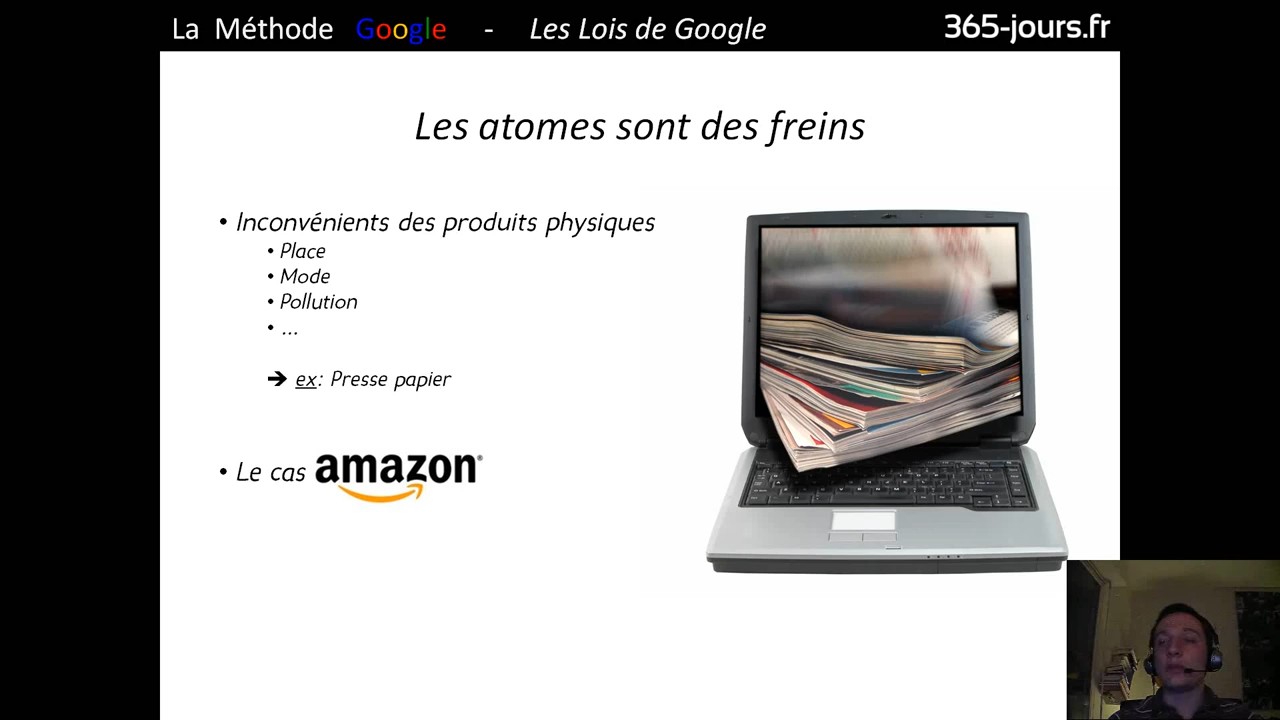 La Méthode Google - Les Lois de Google
365-jours.fr
Les atomes sont des freins
• Inconvénients des produits physiques
• Place
• Mode
• Pollution
• ...
➔ ex: Presse papier
• Le cas amazon®